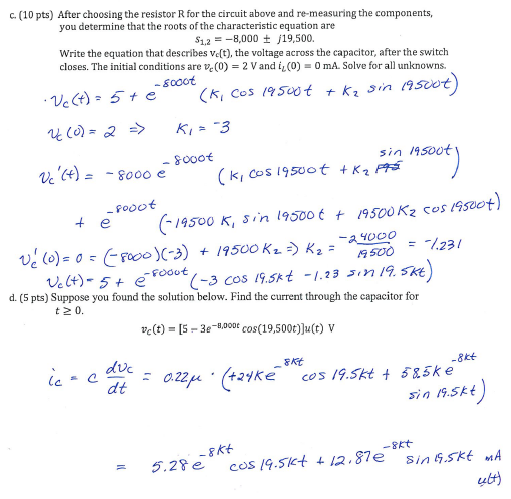 c. (10 pts) After choosing the resistor R for the circuit above and re-measuring the components,
you determine that the roots of the characteristic equation are
s₁,₂ = −8,000 ± j19,500.
Write the equation that describes vc(t), the voltage across the capacitor, after the switch
closes. The initial conditions are vc(0) = 2 V and iL(0) = 0 mA. Solve for all unknowns.
· Vc(t) = 5 + e^-8000t (K₁ cos 19500t + K₂ sin 19500t)
Vc(0) = 2 => K₁ = -3
Vc'(t) = -8000 e^-8000t (K₁ cos 19500t + K₂ sin 19500t)
+ e^-8000t (-19500 K₁ sin 19500t + 19500 K₂ cos 19500t)
Vc'(0) = 0 = (-8000)(-3) + 19500 K₂ => K₂ = -24000/19500 = -1.231
Vc(t) = 5 + e^-8000t (-3 cos 19.5kt -1.23 sin 19.5kt)
d. (5 pts) Suppose you found the solution below. Find the current through the capacitor for
t ≥ 0.
vC(t) = [5 − 3e^−8,000t cos(19,500t)]u(t) V
ic = c dvc/dt = 0.22µ · (+24Ke^-8kt cos 19.5kt + 58.5k e^-8kt
sin 19.5kt)
= 5.28 e^-8kt cos 19.5kt + 12.87e^-8kt sin 19.5kt mA
u(t)